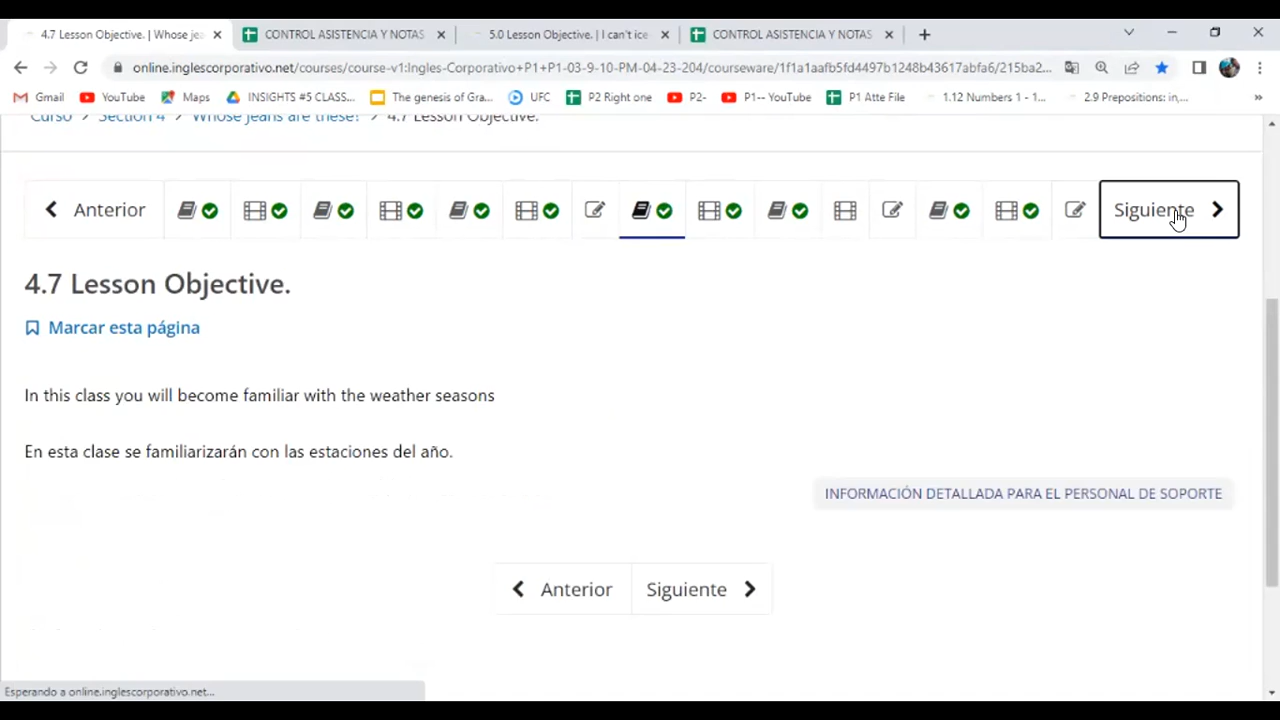 4.7 Lesson Objective. | Whose je
CONTROL ASISTENCIA Y NOTAS
5.0 Lesson Objective. | I can't ice
CONTROL ASISTENCIA Y NOTAS
online.inglescorporativo.net/courses/course-v1:Ingles-Corporativo+P1+P1-03-9-10-PM-04-23-204/courseware/1f1a1aafb5fd4497b1248b43617abfa6/215ba2...
Gmail YouTube Maps INSIGHTS #5 CLASS... The genesis of Gra... UFC P2 Right one P2- P1-- YouTube P1 Atte File 1.12 Numbers 1 - 1... 2.9 Prepositions: in,... »
Curso > Section 4 > Whose jeans are these? > 4.7 Lesson Objective.
Anterior
Siguiente
4.7 Lesson Objective.
Marcar esta página
In this class you will become familiar with the weather seasons
En esta clase se familiarizarán con las estaciones del año.
INFORMACIÓN DETALLADA PARA EL PERSONAL DE SOPORTE
Anterior Siguiente
Esperando a online.inglescorporativo.net...